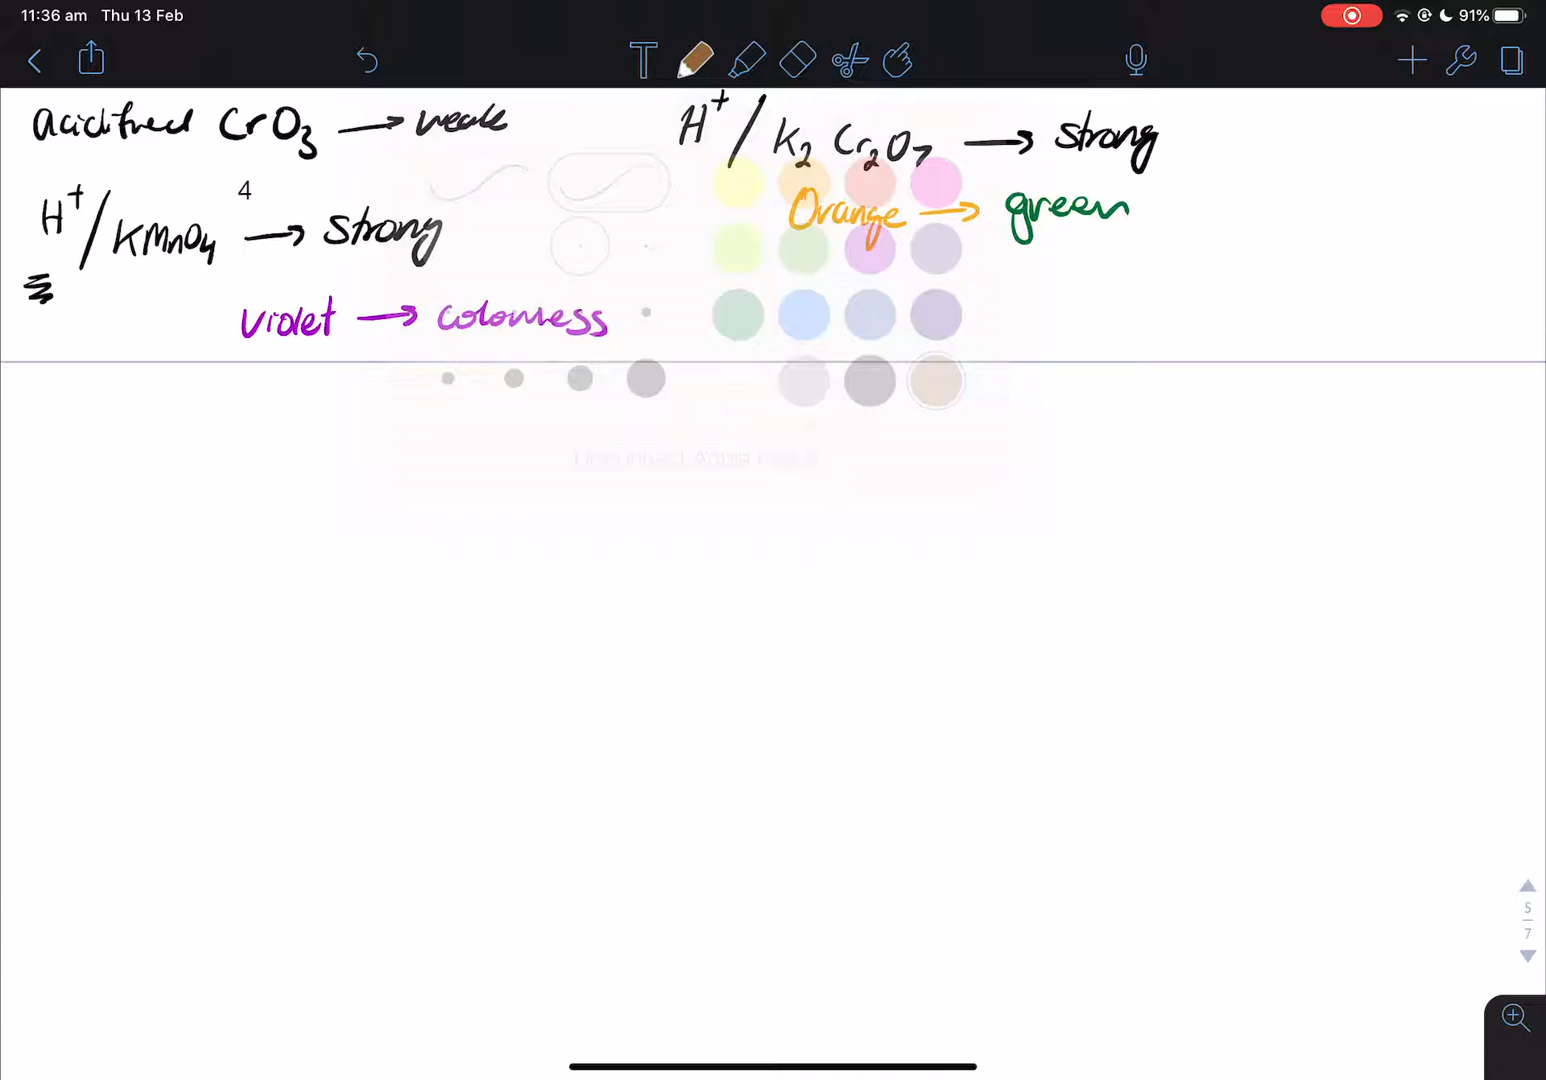 11:36 am Thu 13 Feb
91%
T
acidified CrO3 → weak
H+/K2Cr2O7 → strong
Orange → green
4
H+/KMnO4 → strong
violet → colourless
5
7